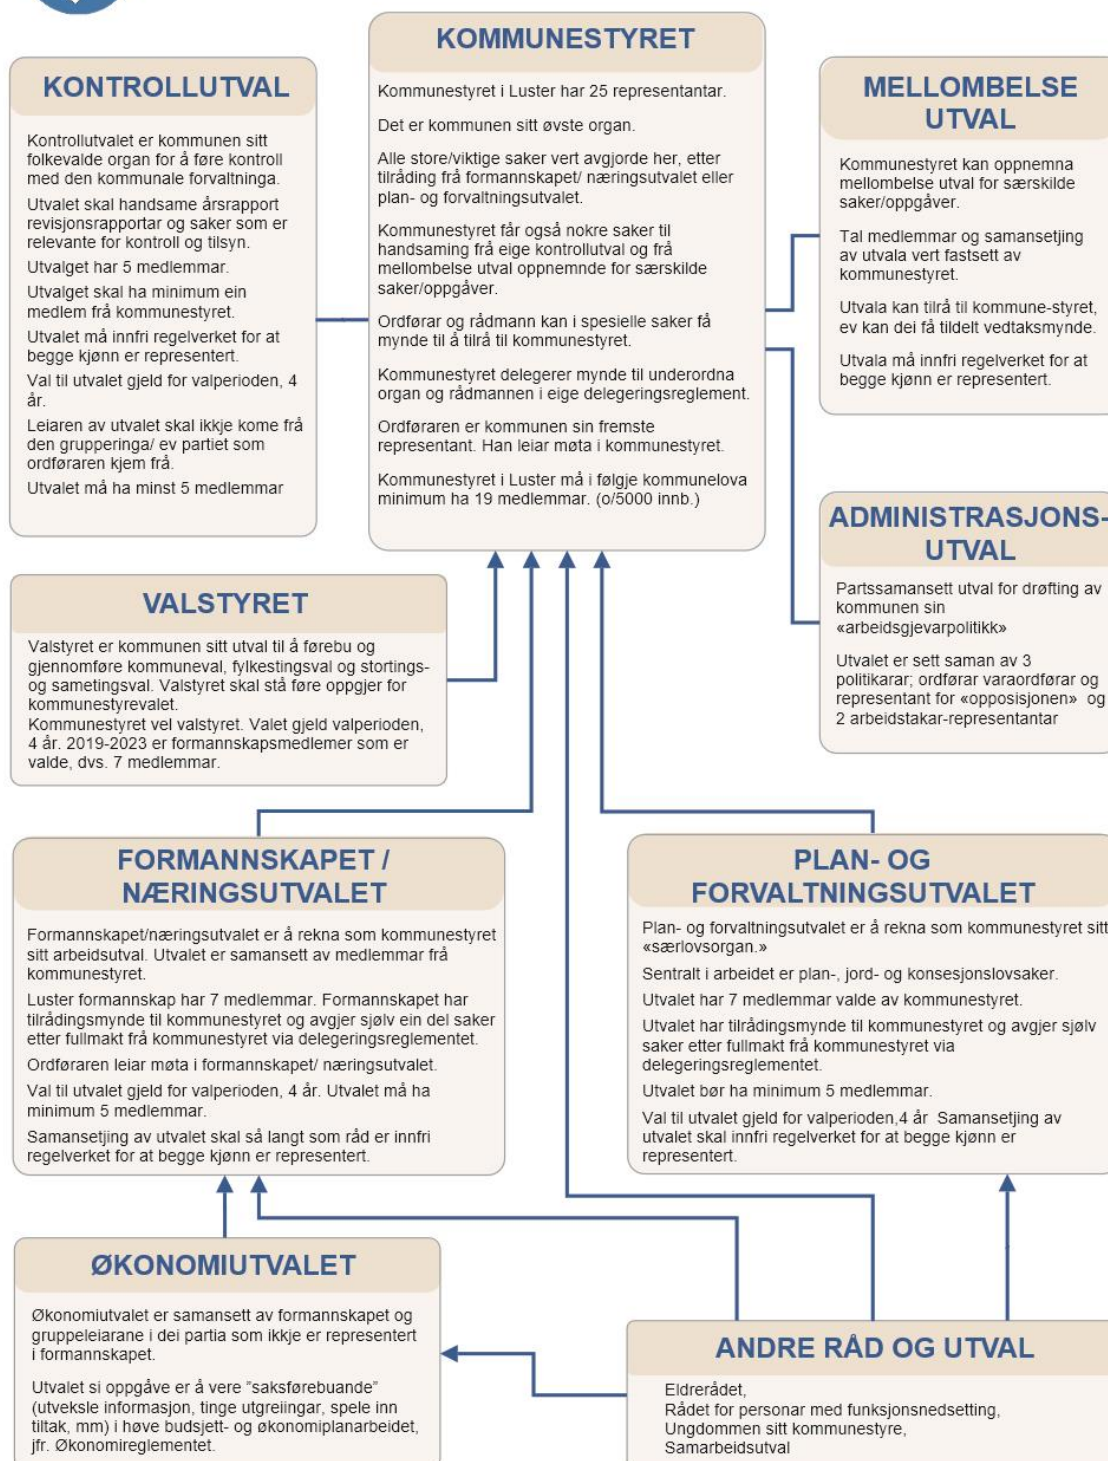 KOMMUNESTYRET
Kommunestyret i Luster har 25 representantar.
Det er kommunen sitt øvste organ.
Alle store/viktige saker vert avgjorde her, etter
tilråding frå formannskapet/ næringsutvalet eller
plan- og forvaltningsutvalet.
Kommunestyret får også nokre saker til
handsaming frå eige kontrollutval og frå
mellombelse utval oppnemnde for særskilde
saker/oppgåver.
Ordførar og rådmann kan i spesielle saker få
mynde til å tilrå til kommunestyret.
Kommunestyret delegerer mynde til underordna
organ og rådmannen i eige delegeringsreglement.
Ordføraren er kommunen sin fremste
representant. Han leiar møta i kommunestyret.
Kommunestyret i Luster må i følgje kommunelova
minimum ha 19 medlemmar. (o/5000 innb.)
KONTROLLUTVAL
Kontrollutvalet er kommunen sitt
folkevalde organ for å føre kontroll
med den kommunale forvaltninga.
Utvalet skal handsame årsrapport
revisjonsrapportar og saker som er
relevante for kontroll og tilsyn.
Utvalget har 5 medlemmar.
Utvalget skal ha minimum ein
medlem frå kommunestyret.
Utvalet må innfri regelverket for at
begge kjønn er representert.
Val til utvalet gjeld for valperioden, 4
år.
Leiaren av utvalet skal ikkje kome frå
den grupperinga/ ev partiet som
ordføraren kjem frå.
Utvalet må ha minst 5 medlemmar
MELLOMBELSE
UTVAL
Kommunestyret kan oppnemna
mellombelse utval for særskilde
saker/oppgåver.
Tal medlemmar og samansetjing
av utvala vert fastsett av
kommunestyret.
Utvala kan tilrå til kommune-styret,
ev kan dei få tildelt vedtaksmynde.
Utvala må innfri regelverket for at
begge kjønn er representert.
ADMINISTRASJONS-
UTVAL
Partssamansett utval for drøfting av
kommunen sin
«arbeidsgjevarpolitikk»
Utvalet er sett saman av 3
politikarar; ordførar varaordførar og
representant for «opposisjonen» og
2 arbeidstakar-representantar
VALSTYRET
Valstyret er kommunen sitt utval til å førebu og
gjennomføre kommuneval, fylkestingsval og stortings-
og sametingsval. Valstyret skal stå føre oppgjer for
kommunestyrevalet.
Kommunestyret vel valstyret. Valet gjeld valperioden,
4 år. 2019-2023 er formannskapsmedlemer som er
valde, dvs. 7 medlemmar.
FORMANNSKAPET /
NÆRINGSUTVALET
Formannskapet/næringsutvalet er å rekna som kommunestyret
sitt arbeidsutval. Utvalet er samansett av medlemmar frå
kommunestyret.
Luster formannskap har 7 medlemmar. Formannskapet har
tilrådingsmynde til kommunestyret og avgjer sjølv ein del saker
etter fullmakt frå kommunestyret via delegeringsreglementet.
Ordføraren leiar møta i formannskapet/ næringsutvalet.
Val til utvalet gjeld for valperioden, 4 år. Utvalet må ha
minimum 5 medlemmar.
Samansetjing av utvalet skal så langt som råd er innfri
regelverket for at begge kjønn er representert.
PLAN- OG
FORVALTNINGSUTVALET
Plan- og forvaltningsutvalet er å rekna som kommunestyret sitt
«særlovsorgan.»
Sentralt i arbeidet er plan-, jord- og konsesjonslovsaker.
Utvalet har 7 medlemmar valde av kommunestyret.
Utvalet har tilrådingsmynde til kommunestyret og avgjer sjølv
saker etter fullmakt frå kommunestyret via
delegeringsreglementet.
Utvalet bør ha minimum 5 medlemmar.
Val til utvalet gjeld for valperioden,4 år Samansetjing av
utvalet skal innfri regelverket for at begge kjønn er
representert.
ØKONOMIUTVALET
Økonomiutvalet er samansett av formannskapet og
gruppeleiarane i dei partia som ikkje er representert
i formannskapet.
Utvalet si oppgåve er å vere "saksførebuande"
(utveksle informasjon, tinge utgreiingar, spele inn
tiltak, mm) i høve budsjett- og økonomiplanarbeidet,
jfr. Økonomireglementet.
ANDRE RÅD OG UTVAL
Eldrerådet,
Rådet for personar med funksjonsnedsetting,
Ungdommen sitt kommunestyre,
Samarbeidsutval